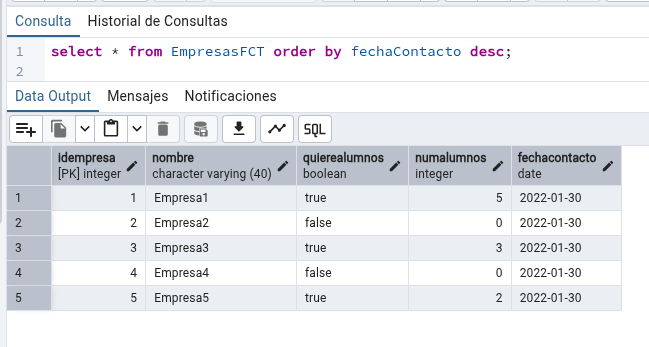 Consulta Historial de Consultas
1 select * from EmpresasFCT order by fechaContacto desc;
2
Data Output Mensajes Notificaciones
SQL
idempresa nombre quierealumnos numalumnos fechacontacto
[PK] integer character varying (40) boolean integer date
1 1 Empresa1 true 5 2022-01-30
2 2 Empresa2 false 0 2022-01-30
3 3 Empresa3 true 3 2022-01-30
4 4 Empresa4 false 0 2022-01-30
5 5 Empresa5 true 2 2022-01-30